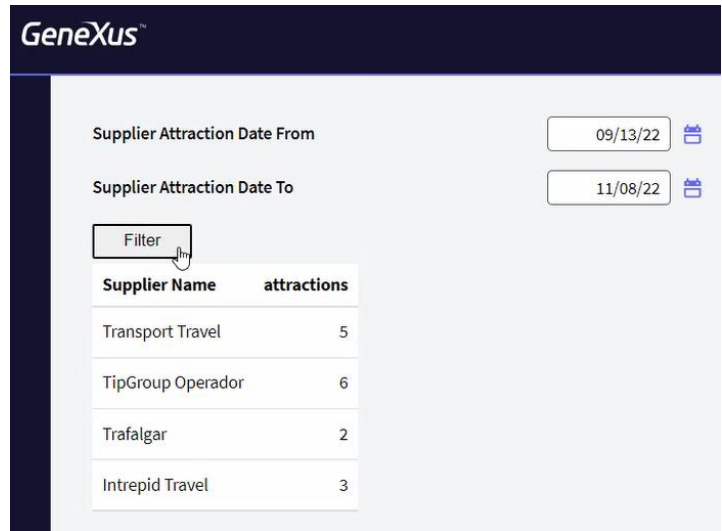 GeneXus™
Supplier Attraction Date From 09/13/22
Supplier Attraction Date To 11/08/22
Filter
Supplier Name attractions
Transport Travel 5
TipGroup Operador 6
Trafalgar 2
Intrepid Travel 3